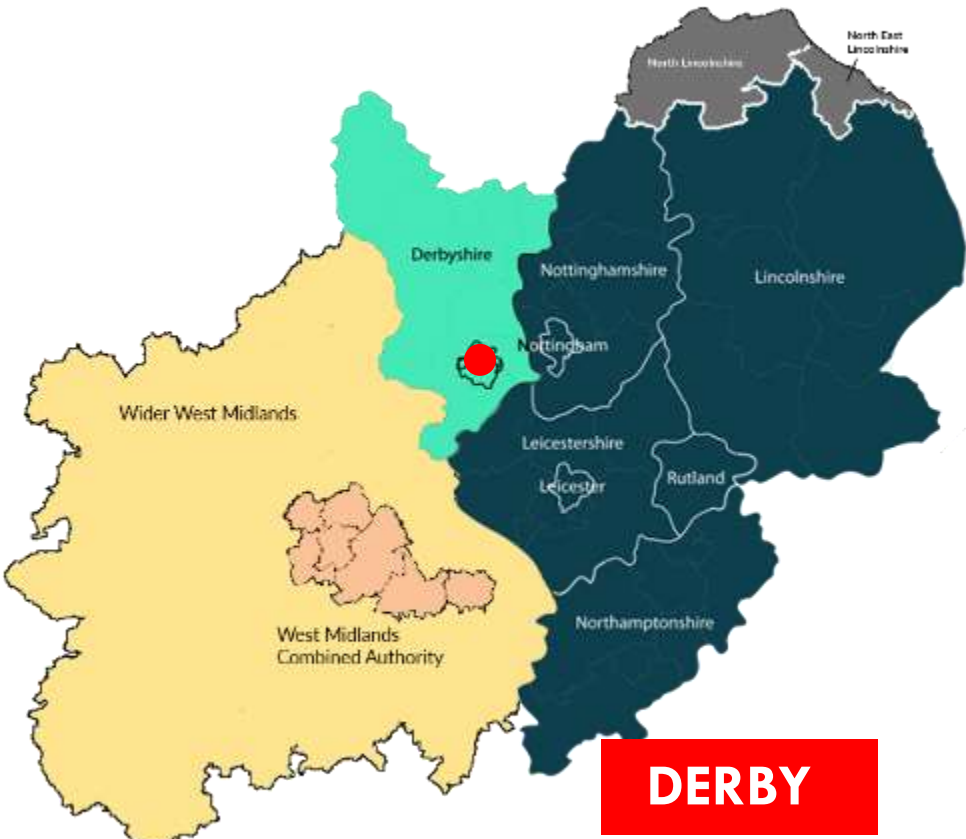 North East
Lincolnshire
North Lincolnshire
Derbyshire
Nottinghamshire
Lincolnshire
Nottingham
Wider West Midlands
Leicestershire
Rutland
Leicester
Northamptonshire
West Midlands
Combined Authority
DERBY